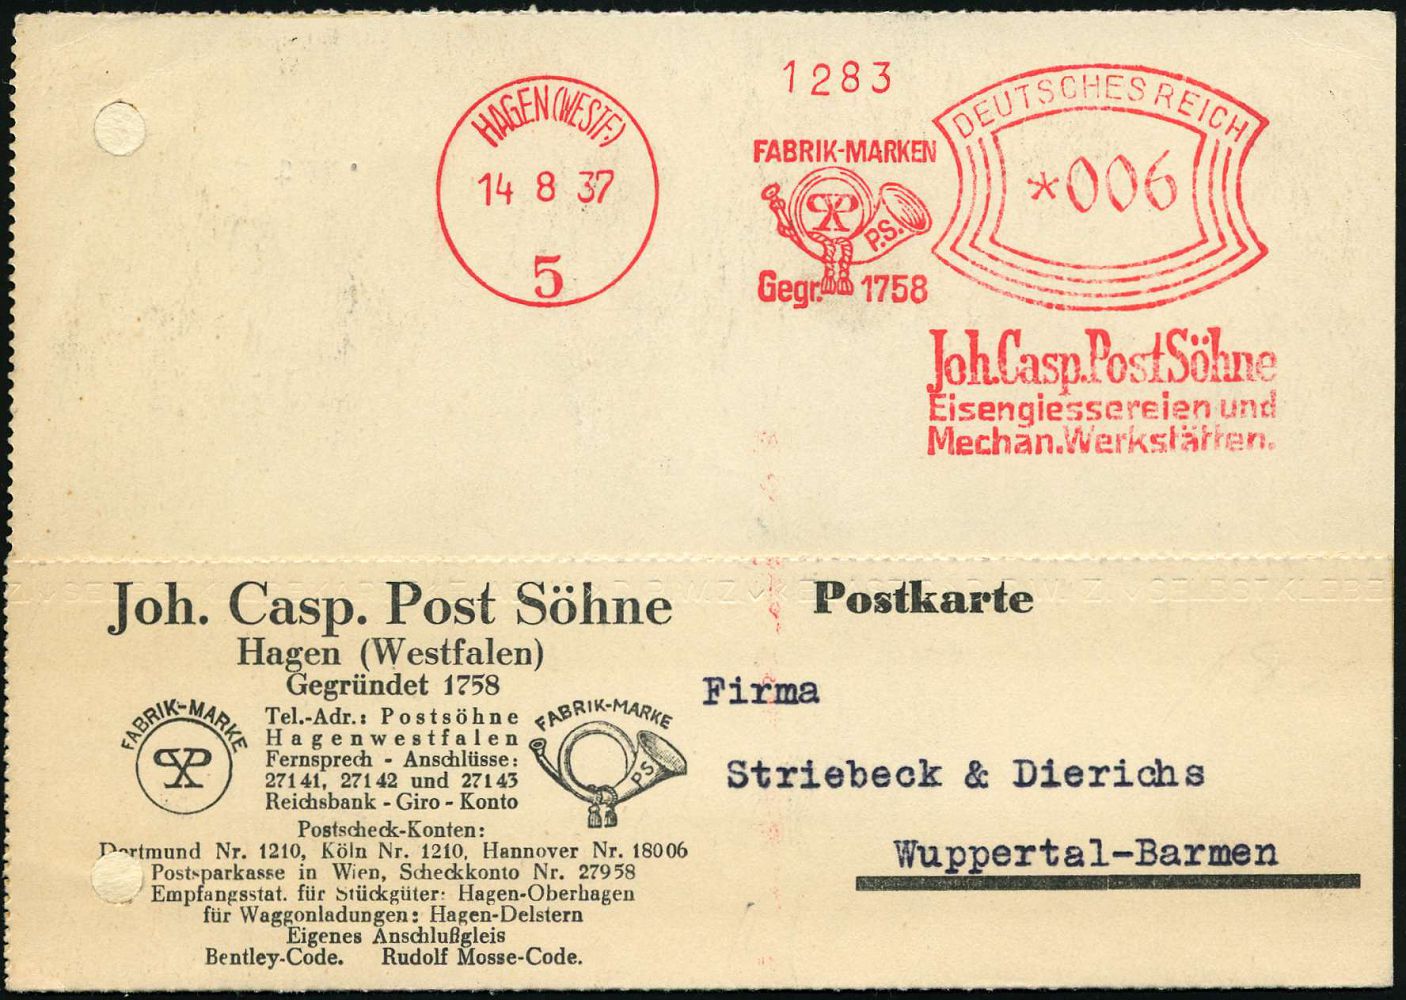 HAGEN (WESTF.)
14 8 37
5
1283
FABRIK-MARKEN
P.S.
Gegr. 1758
DEUTSCHES REICH
*006
Joh. Casp. Post Söhne
Eisengiessereien und
Mechan. Werkstätten.
Joh. Casp. Post Söhne
Hagen (Westfalen)
Gegründet 1758
FABRIK-MARKE
Tel.-Adr.: Postsöhne
Hagenwestfalen
Fernsprech - Anschlüsse:
27141, 27142 und 27143
Reichsbank - Giro - Konto
FABRIK-MARKE
P.S.
Postscheck-Konten:
Dortmund Nr. 1210, Köln Nr. 1210, Hannover Nr. 18006
Postsparkasse in Wien, Scheckkonto Nr. 27958
Empfangsstat. für Stückgüter: Hagen-Oberhagen
für Waggonladungen: Hagen-Delstern
Eigenes Anschlußgleis
Bentley-Code. Rudolf Mosse-Code.
Postkarte
Firma
Striebeck & Dierichs
Wuppertal-Barmen